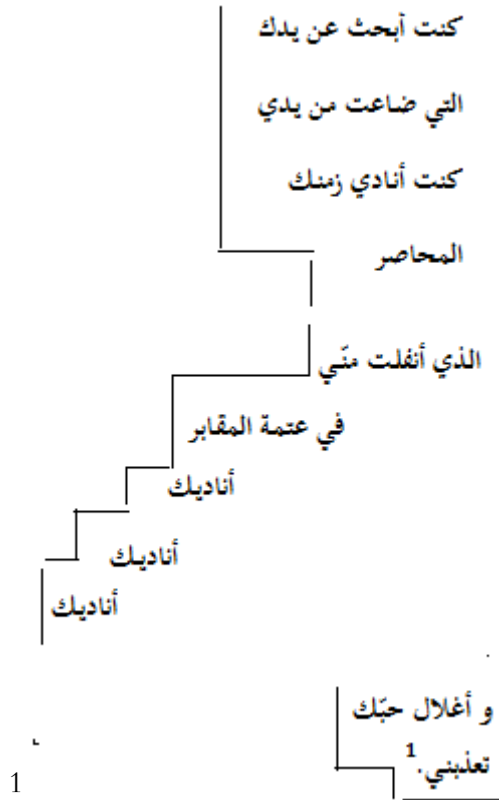 كنت أبحث عن يدك
التي ضاعت من يدي
كنت أنادي زمنك
المحاصر
الذي أنفلت منّي
في عتمة المقابر
أناديك
أناديك
أناديك
و أغلال حبّك
تعذبني.1
1